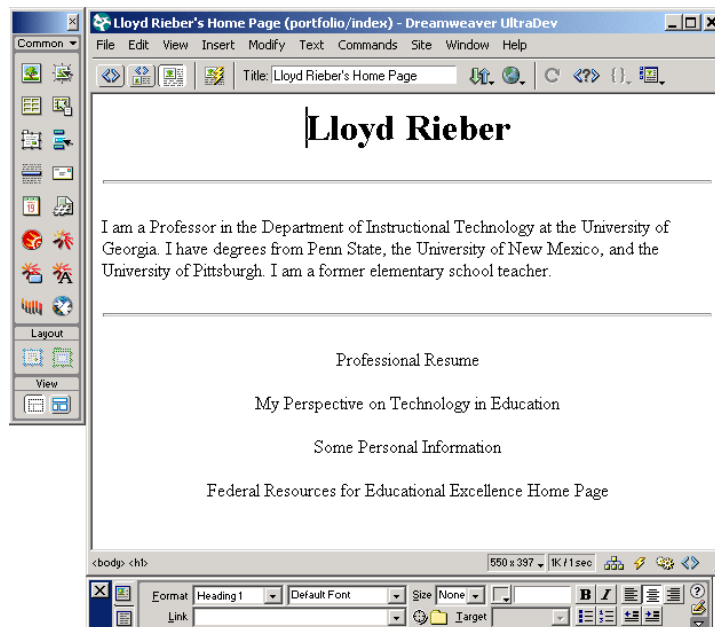 Lloyd Rieber's Home Page (portfolio/index) - Dreamweaver UltraDev
Common
File Edit View Insert Modify Text Commands Site Window Help
Title: Lloyd Rieber's Home Page
Lloyd Rieber
I am a Professor in the Department of Instructional Technology at the University of
Georgia. I have degrees from Penn State, the University of New Mexico, and the
University of Pittsburgh. I am a former elementary school teacher.
Layout
View
Professional Resume
My Perspective on Technology in Education
Some Personal Information
Federal Resources for Educational Excellence Home Page
<body> <h1>
550 x 397
1K / 1 sec
Format Heading 1 Default Font Size None B I
Link Target